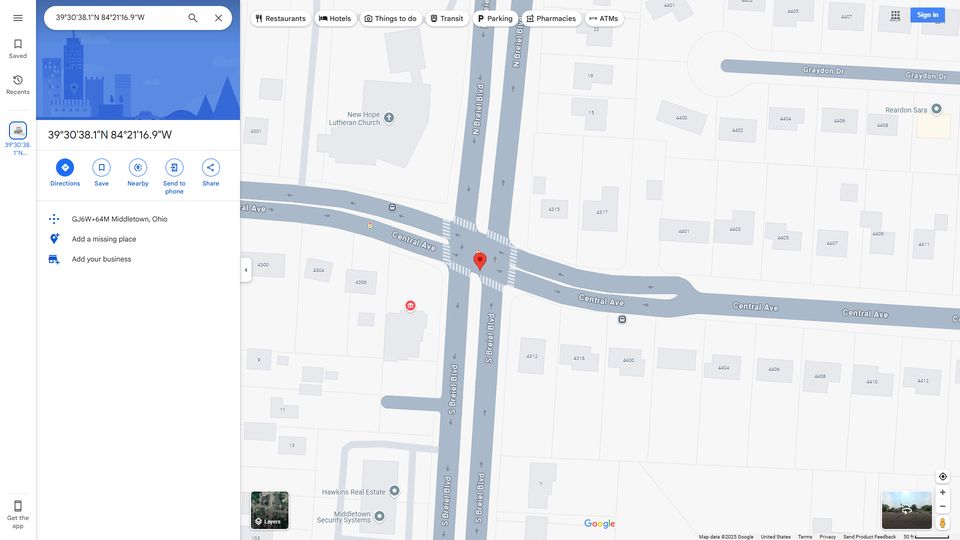 39°30'38.1"N 84°21'16.9"W
Restaurants
Hotels
Things to do
Transit
Parking
Pharmacies
ATMs
Sign in
Saved
Recents
39°30'38.
1"N...
39°30'38.1"N 84°21'16.9"W
Directions
Save
Nearby
Send to
phone
Share
GJ6W+64M Middletown, Ohio
Add a missing place
Add your business
Get the
app
N Breiel Blvd
N Breiel Blvd
4401
23
Graydon Dr
Graydon Dr
19
15
4400
4402
4404
4406
4408
Reardon Sara
New Hope
Lutheran Church
4301
4315
4317
4401
4403
4405
4407
4409
4411
ral Ave
Central Ave
Central Ave
Central Ave
Central Ave
4300
4304
4308
4312
4316
4400
4404
4406
4408
4410
4412
9
11
13
7
103
S Breiel Blvd
S Breiel Blvd
S Breiel Blvd
S Breiel Blvd
Hawkins Real Estate
Middletown
Security Systems
Layers
Google
Map data ©2025 Google
United States
Terms
Privacy
Send Product Feedback
50 ft